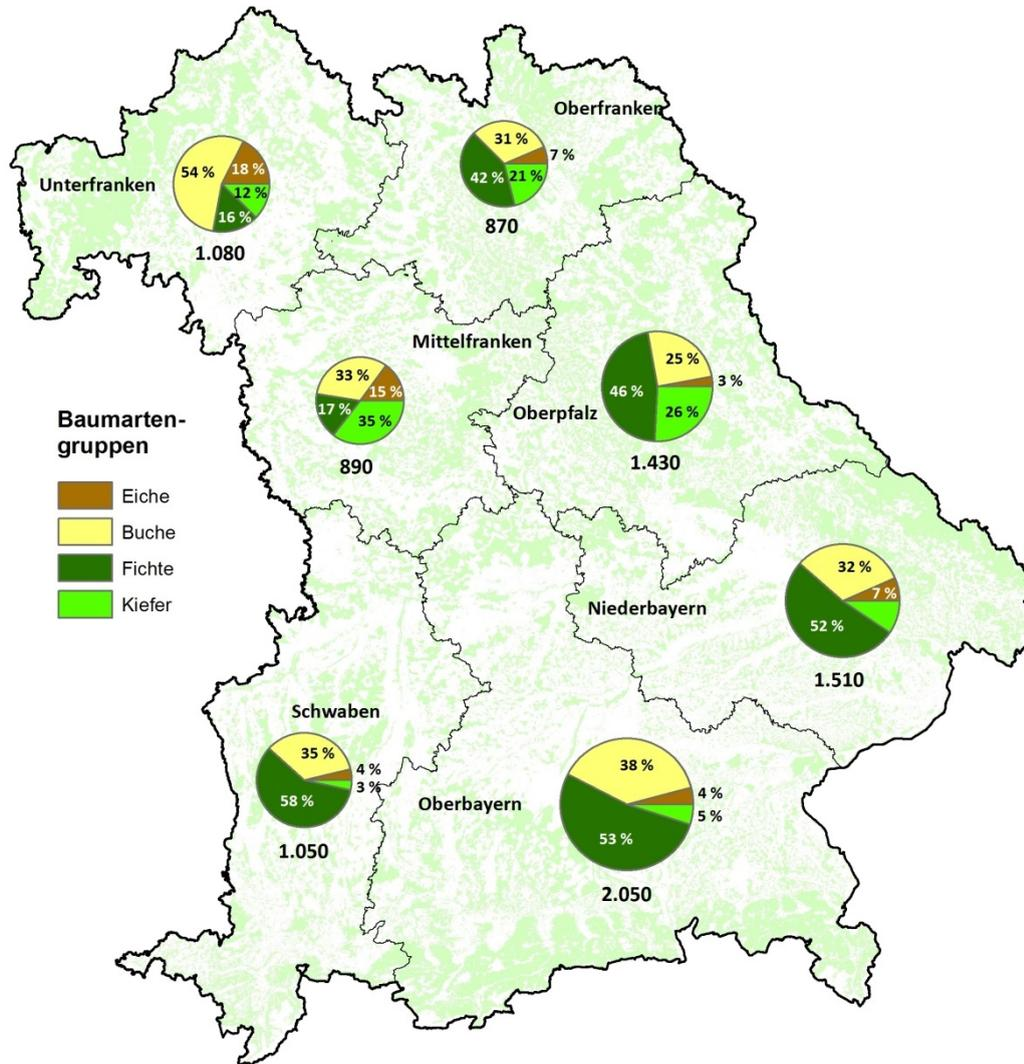 Oberfranken
31 %
7 %
42 %
21 %
870
Unterfranken
54 %
18 %
12 %
16 %
1.080
Mittelfranken
33 %
15 %
17 %
35 %
890
Oberpfalz
25 %
3 %
46 %
26 %
1.430
Baumarten-
gruppen
Eiche
Buche
Fichte
Kiefer
Niederbayern
32 %
7 %
52 %
1.510
Schwaben
35 %
4 %
3 %
58 %
1.050
Oberbayern
38 %
4 %
5 %
53 %
2.050